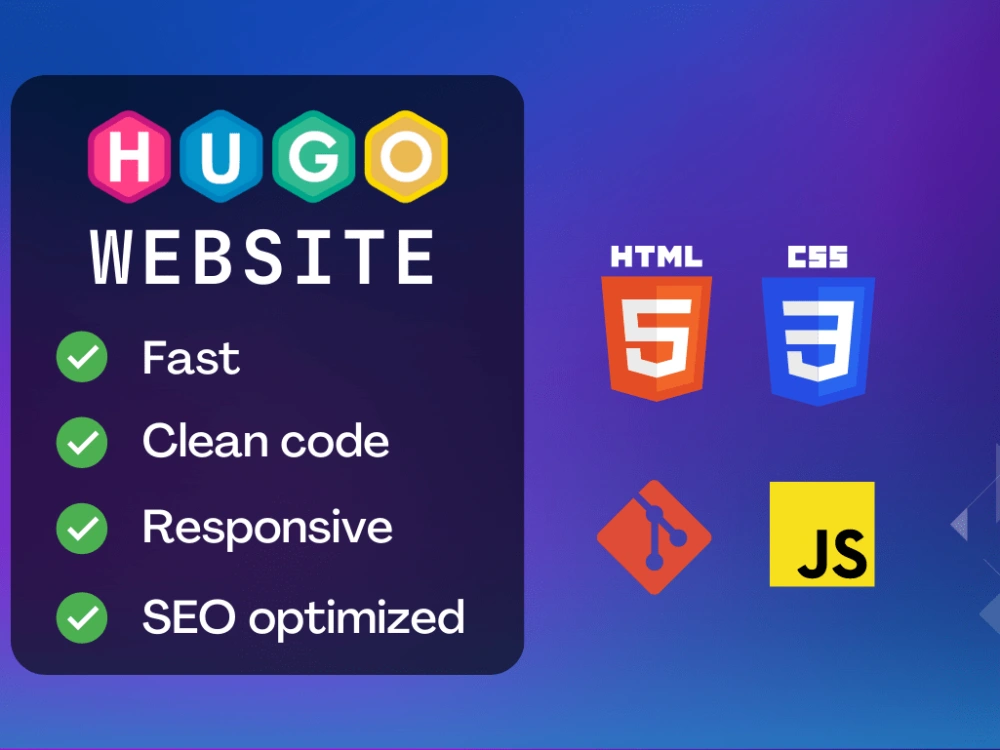 HUGO
WEBSITE
Fast
Clean code
Responsive
SEO optimized
HTML
5
CSS
3
JS